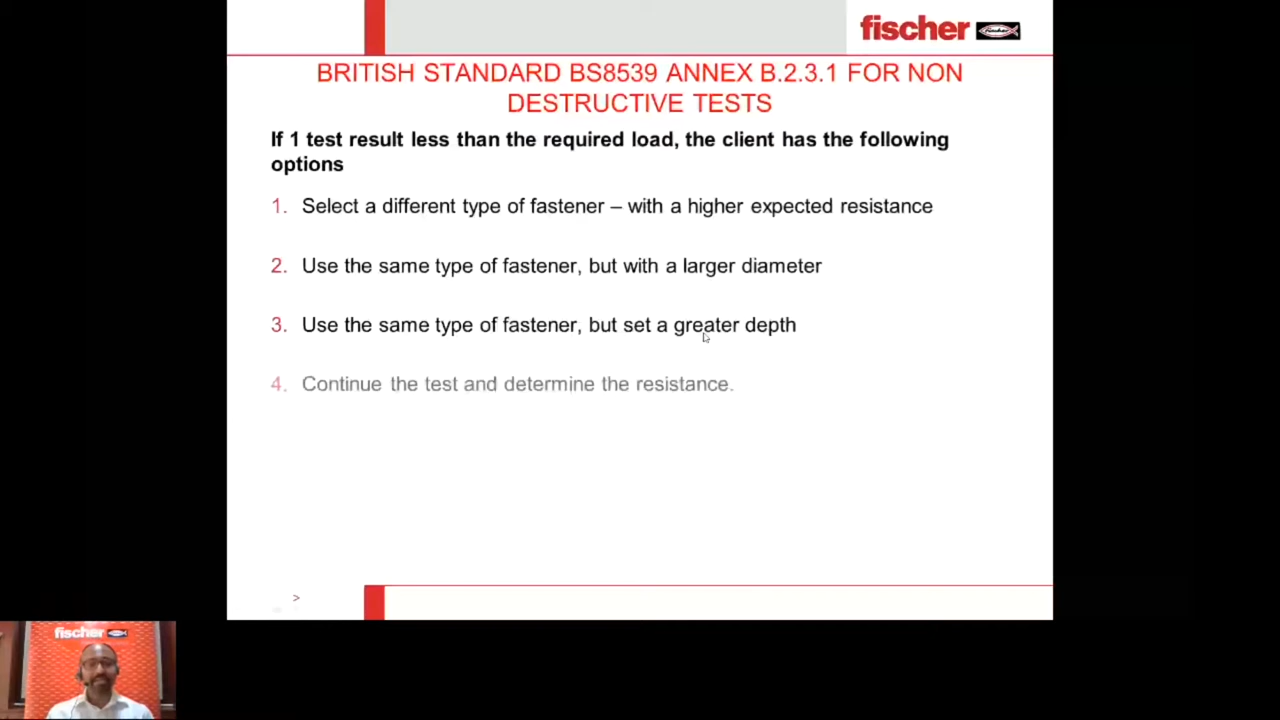 fischer
BRITISH STANDARD BS8539 ANNEX B.2.3.1 FOR NON
DESTRUCTIVE TESTS
If 1 test result less than the required load, the client has the following
options
1. Select a different type of fastener – with a higher expected resistance
2. Use the same type of fastener, but with a larger diameter
3. Use the same type of fastener, but set a greater depth
4. Continue the test and determine the resistance.
>
fischer